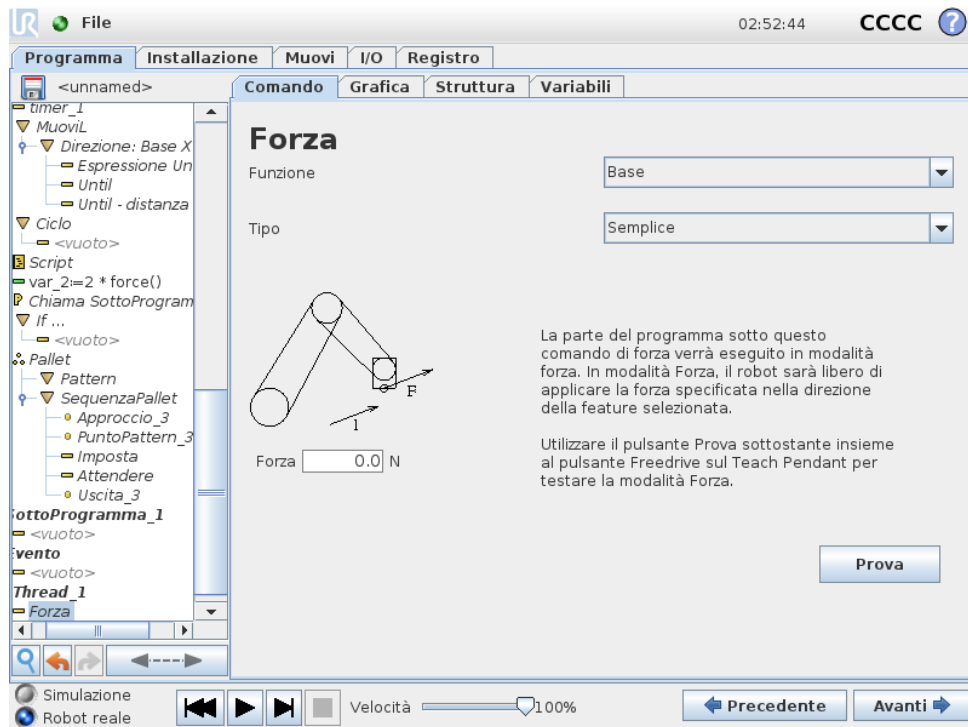 UR File 02:52:44 CCCC ?
Programma Installazione Muovi I/O Registro
<unnamed>
Comando Grafica Struttura Variabili
timer_1
MuoviL
Direzione: Base X
Espressione Un
Until
Until - distanza
Ciclo
<vuoto>
Script
var_2:=2 * force()
Chiama SottoProgram
If ...
<vuoto>
Pallet
Pattern
SequenzaPallet
Approccio_3
PuntoPattern_3
Imposta
Attendere
Uscita_3
SottoProgramma_1
<vuoto>
Evento
<vuoto>
Thread_1
Forza
Forza
Funzione
Base
Tipo
Semplice
F
1
Forza 0.0 N
La parte del programma sotto questo
comando di forza verrà eseguito in modalità
forza. In modalità Forza, il robot sarà libero di
applicare la forza specificata nella direzione
della feature selezionata.
Utilizzare il pulsante Prova sottostante insieme
al pulsante Freedrive sul Teach Pendant per
testare la modalità Forza.
Prova
Simulazione
Robot reale
Velocità 100%
Precedente Avanti